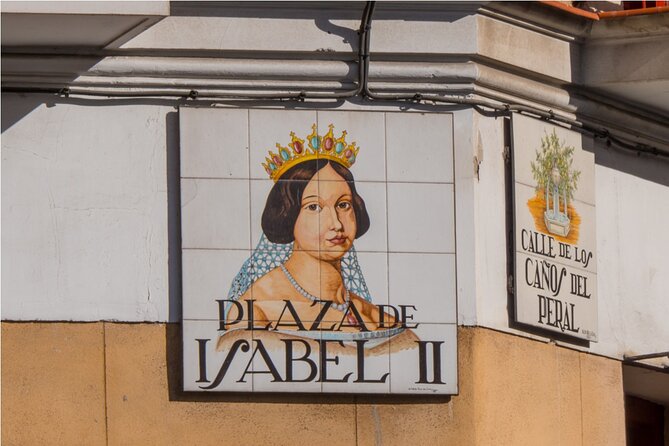 PLAZA DE
ISABEL II
CALLE DE LOS
CAÑOS DEL
PERAL